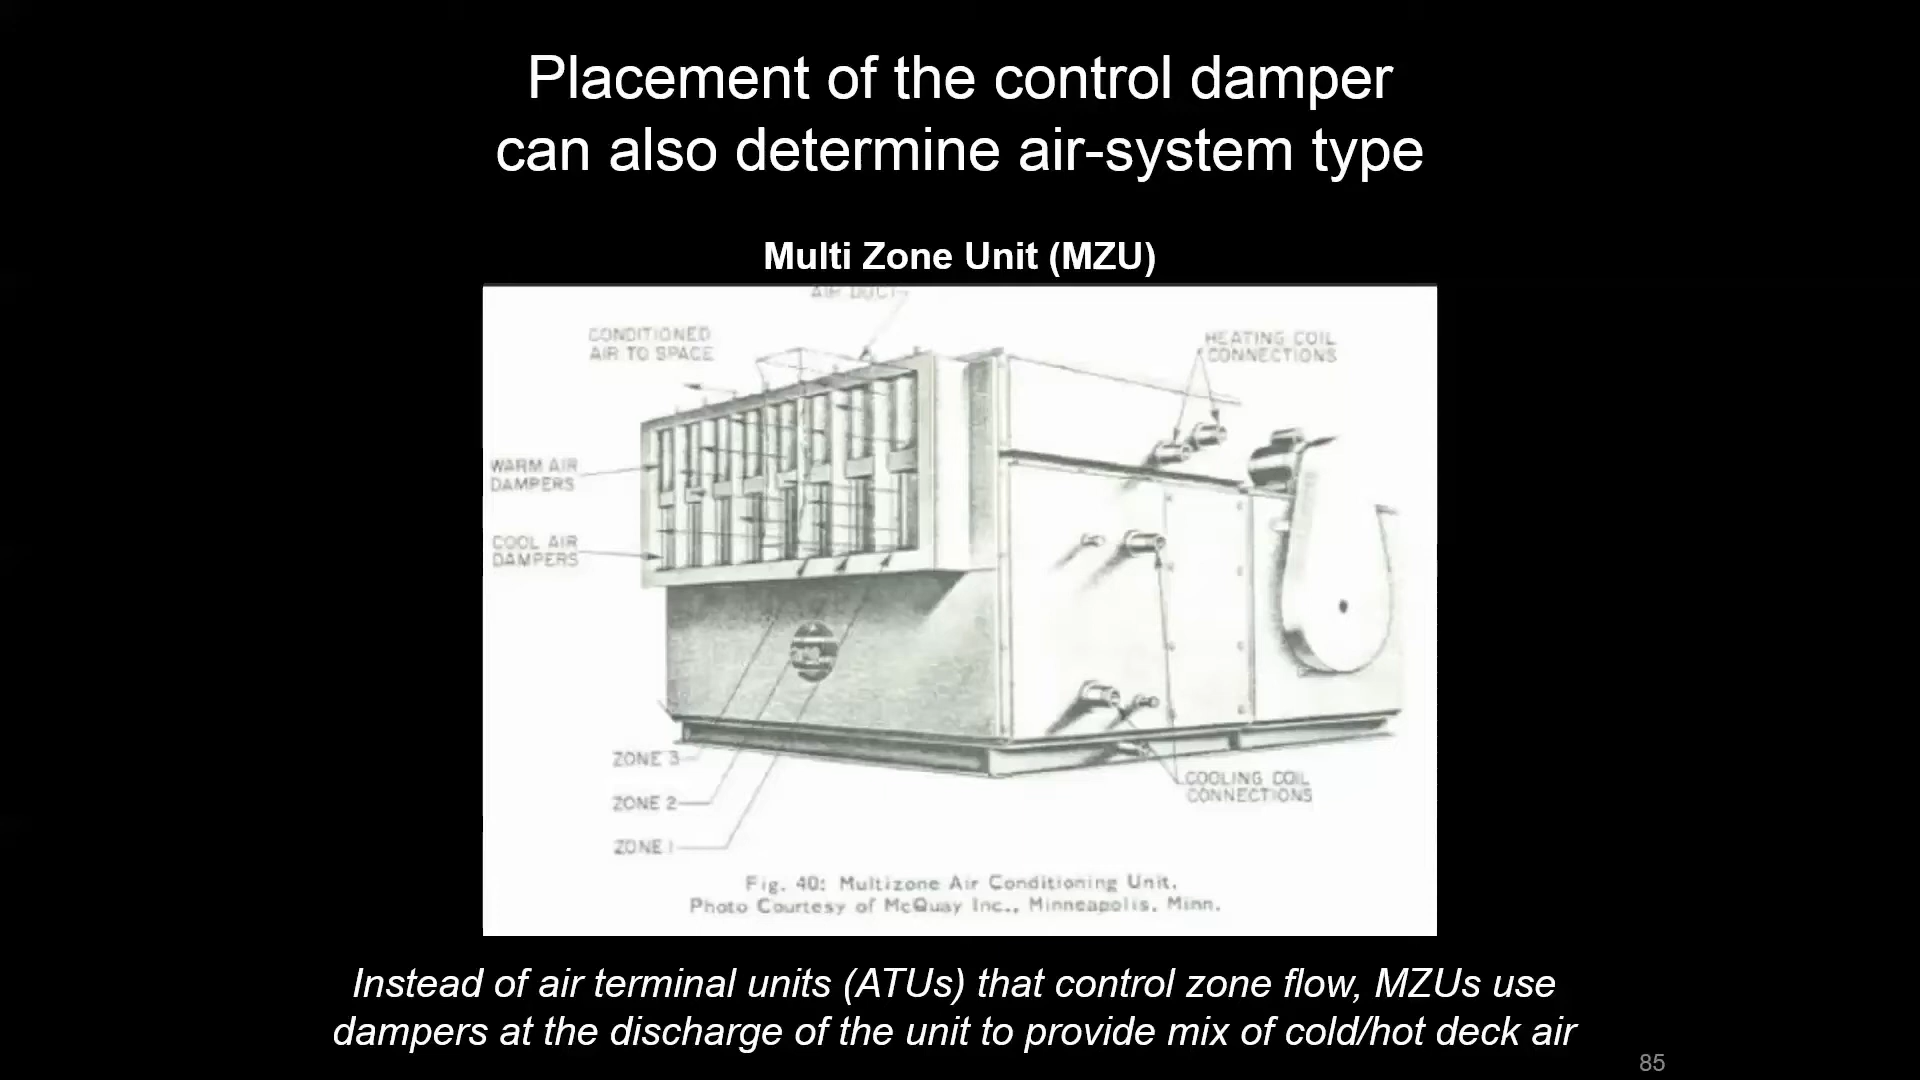 Placement of the control damper
can also determine air-system type
Multi Zone Unit (MZU)
AIR DUCT
CONDITIONED
AIR TO SPACE
HEATING COIL
CONNECTIONS
WARM AIR
DAMPERS
COOL AIR
DAMPERS
ZONE 3
ZONE 2
ZONE 1
COOLING COIL
CONNECTIONS
Fig. 40: Multizone Air Conditioning Unit.
Photo Courtesy of McQuay Inc., Minneapolis, Minn.
Instead of air terminal units (ATUs) that control zone flow, MZUs use
dampers at the discharge of the unit to provide mix of cold/hot deck air
85